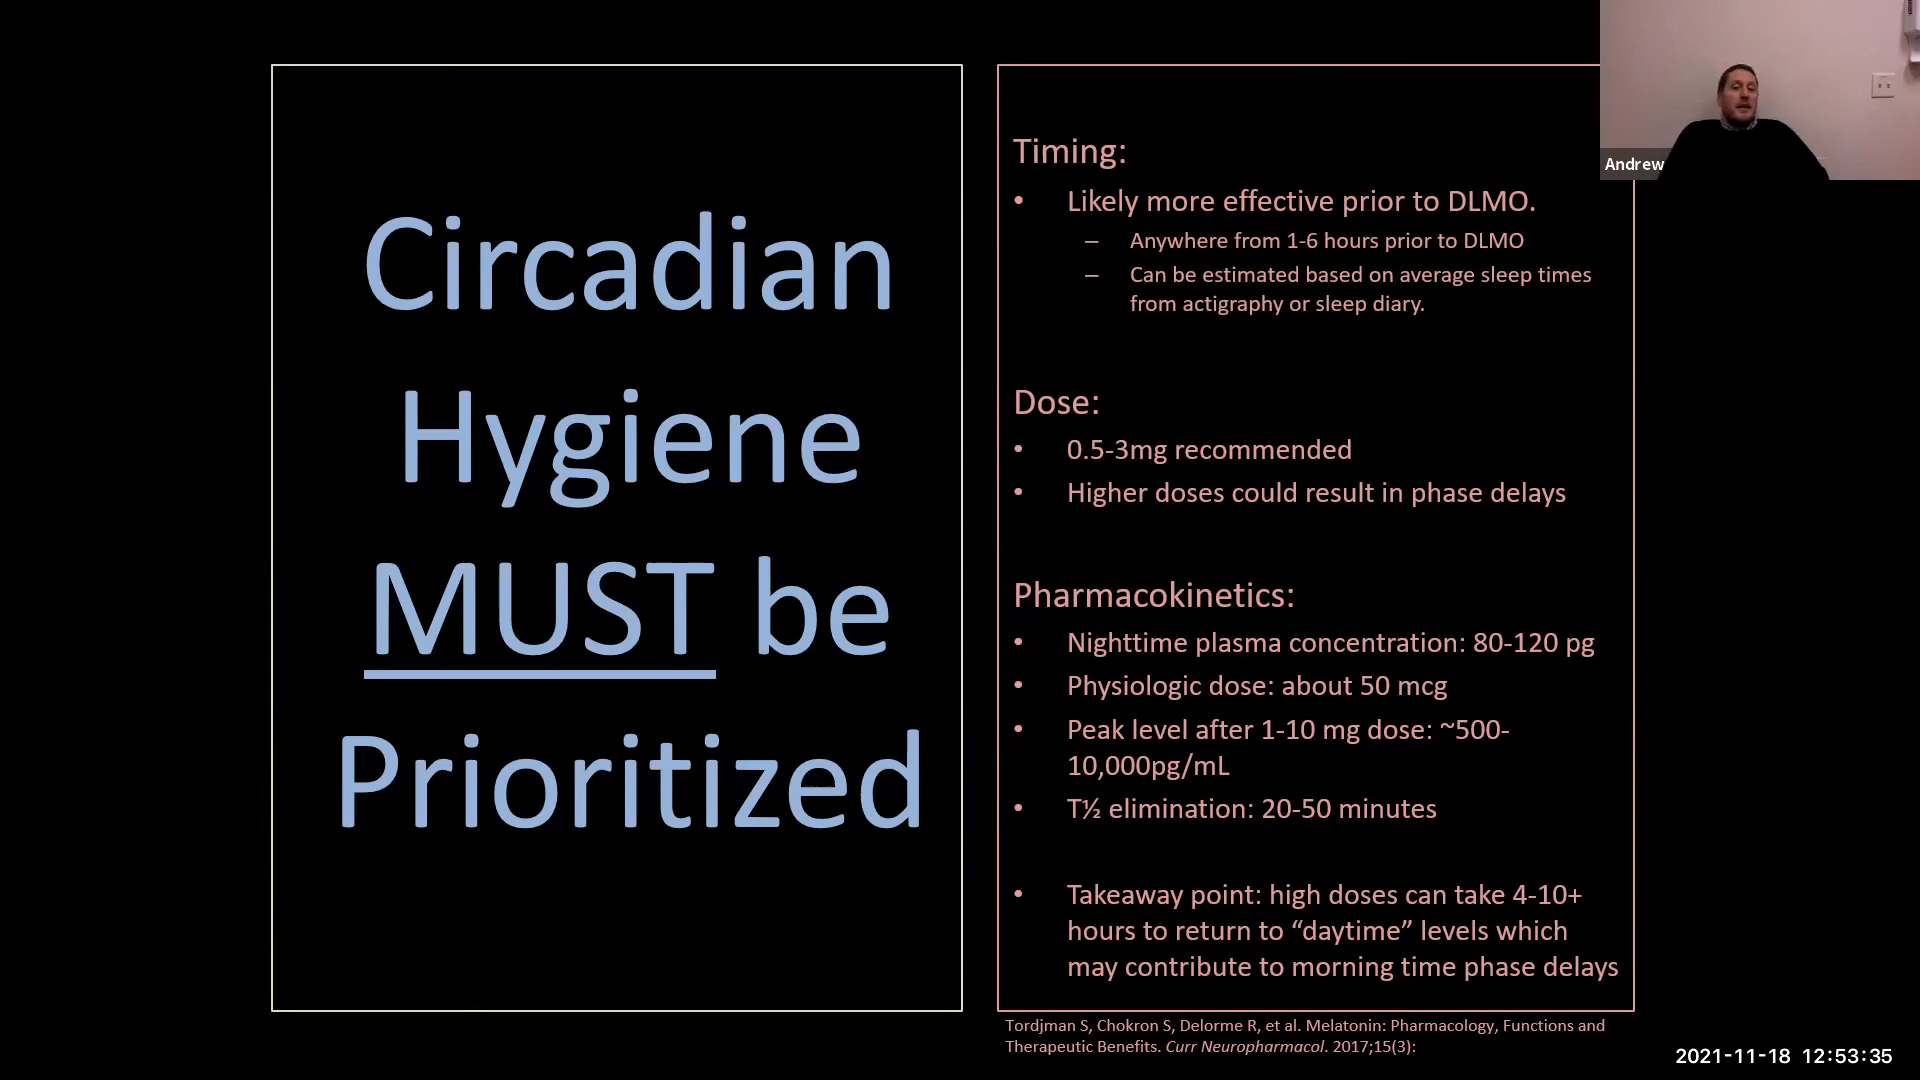 Circadian
Hygiene
MUST be
Prioritized
Timing:
• Likely more effective prior to DLMO.
– Anywhere from 1-6 hours prior to DLMO
– Can be estimated based on average sleep times
from actigraphy or sleep diary.
Dose:
• 0.5-3mg recommended
• Higher doses could result in phase delays
Pharmacokinetics:
• Nighttime plasma concentration: 80-120 pg
• Physiologic dose: about 50 mcg
• Peak level after 1-10 mg dose: ~500-
10,000pg/mL
• T½ elimination: 20-50 minutes
• Takeaway point: high doses can take 4-10+
hours to return to “daytime” levels which
may contribute to morning time phase delays
Tordjman S, Chokron S, Delorme R, et al. Melatonin: Pharmacology, Functions and
Therapeutic Benefits. Curr Neuropharmacol. 2017;15(3):
Andrew
2021-11-18 12:53:35